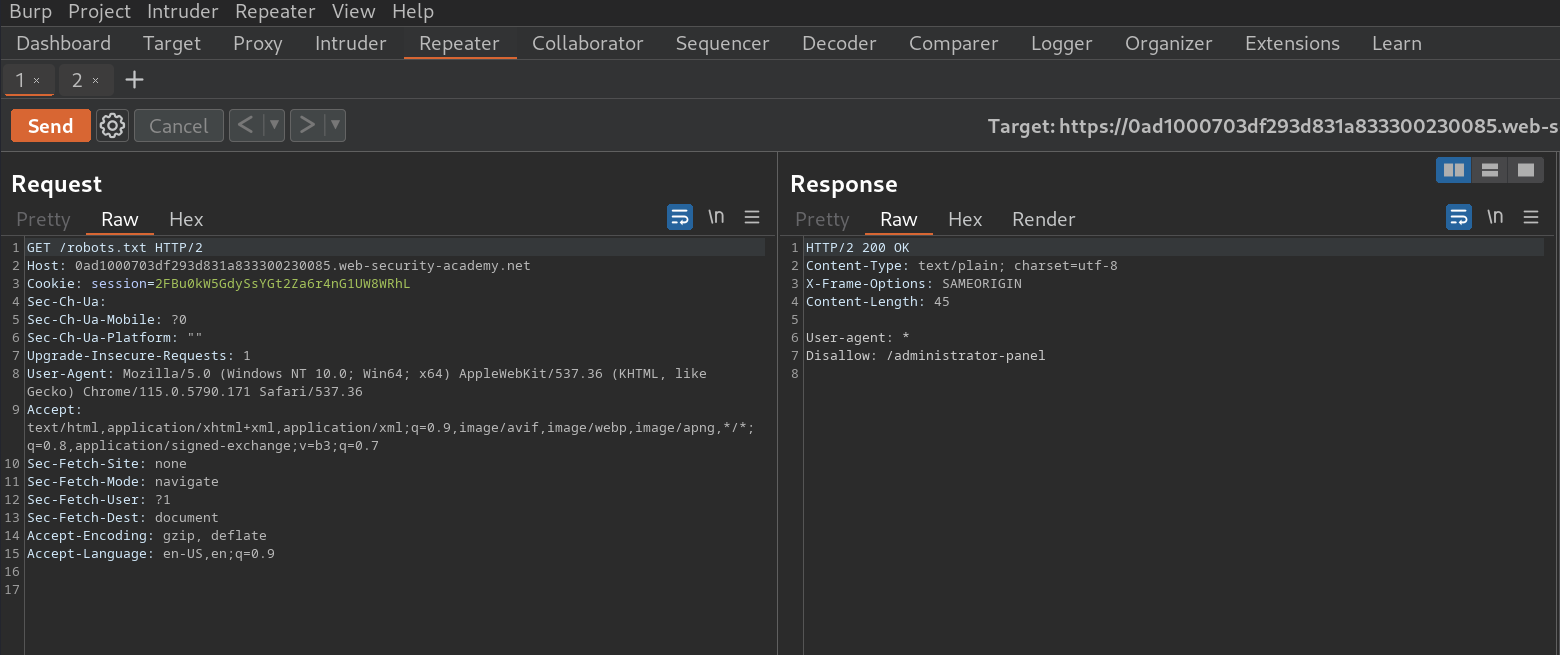 Burp Project Intruder Repeater View Help
Dashboard Target Proxy Intruder Repeater Collaborator Sequencer Decoder Comparer Logger Organizer Extensions Learn
1 × 2 × +
Send Cancel < ▼ > ▼ Target: https://0ad1000703df293d831a833300230085.web-s
Request
Pretty Raw Hex \n
1 GET /robots.txt HTTP/2
2 Host: 0ad1000703df293d831a833300230085.web-security-academy.net
3 Cookie: session=2FBu0kW5GdySsYGt2Za6r4nG1UW8WRhL
4 Sec-Ch-Ua:
5 Sec-Ch-Ua-Mobile: ?0
6 Sec-Ch-Ua-Platform: ""
7 Upgrade-Insecure-Requests: 1
8 User-Agent: Mozilla/5.0 (Windows NT 10.0; Win64; x64) AppleWebKit/537.36 (KHTML, like
Gecko) Chrome/115.0.5790.171 Safari/537.36
9 Accept:
text/html,application/xhtml+xml,application/xml;q=0.9,image/avif,image/webp,image/apng,*/*;
q=0.8,application/signed-exchange;v=b3;q=0.7
10 Sec-Fetch-Site: none
11 Sec-Fetch-Mode: navigate
12 Sec-Fetch-User: ?1
13 Sec-Fetch-Dest: document
14 Accept-Encoding: gzip, deflate
15 Accept-Language: en-US,en;q=0.9
16
17
Response
Pretty Raw Hex Render \n
1 HTTP/2 200 OK
2 Content-Type: text/plain; charset=utf-8
3 X-Frame-Options: SAMEORIGIN
4 Content-Length: 45
5
6 User-agent: *
7 Disallow: /administrator-panel
8